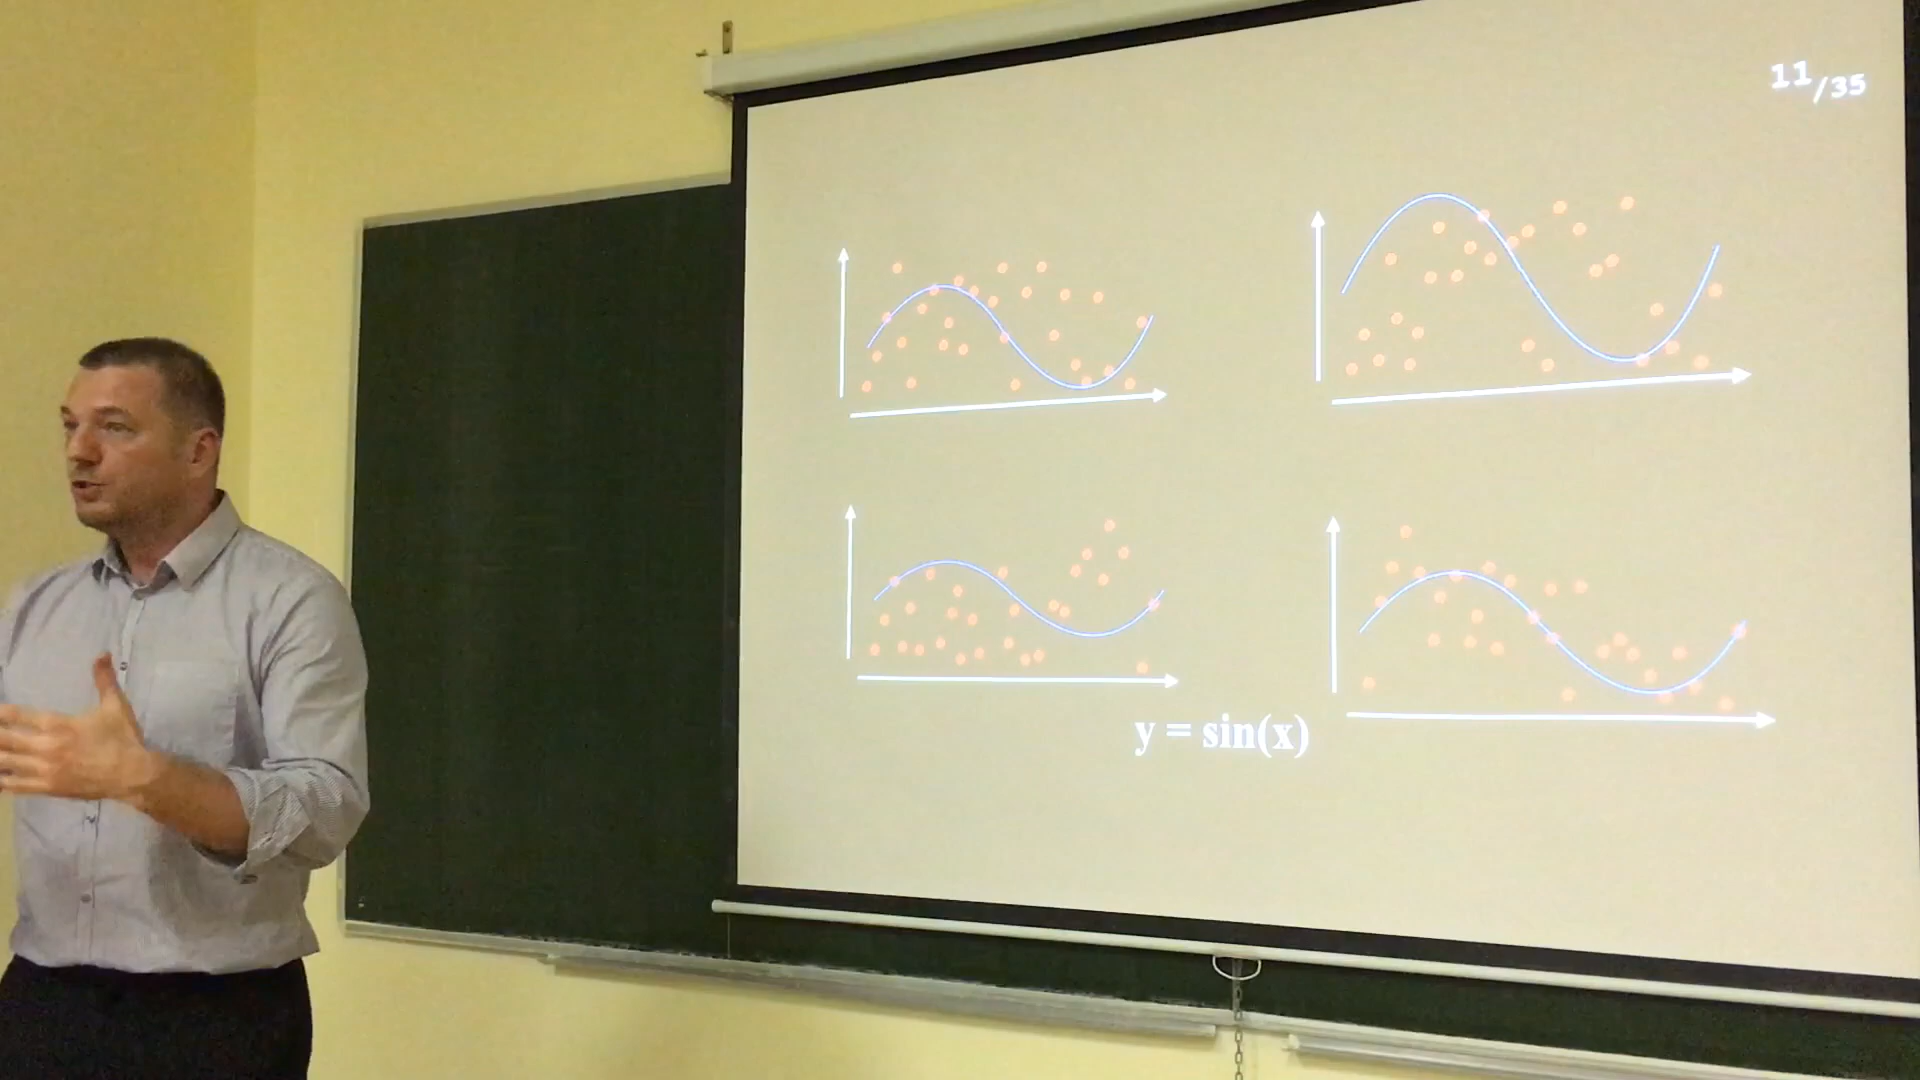 11/35
y = sin(x)